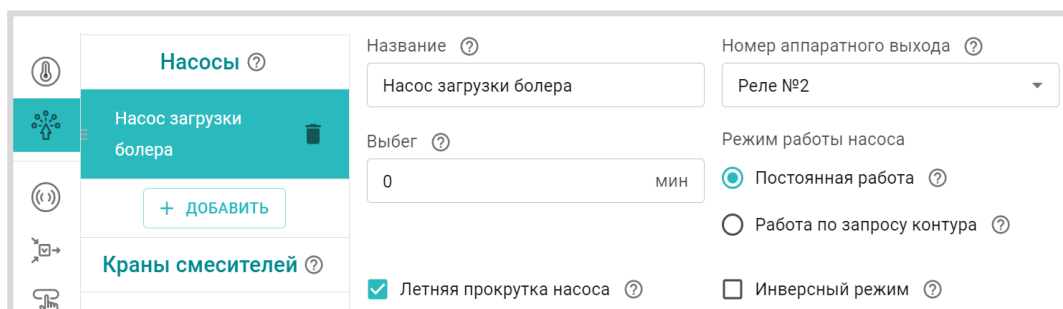 Насосы
Насос загрузки
болера
+ ДОБАВИТЬ
Краны смесителей
Название
Насос загрузки болера
Номер аппаратного выхода
Реле №2
Выбег
0 мин
Режим работы насоса
Постоянная работа
Работа по запросу контура
Летняя прокрутка насоса
Инверсный режим